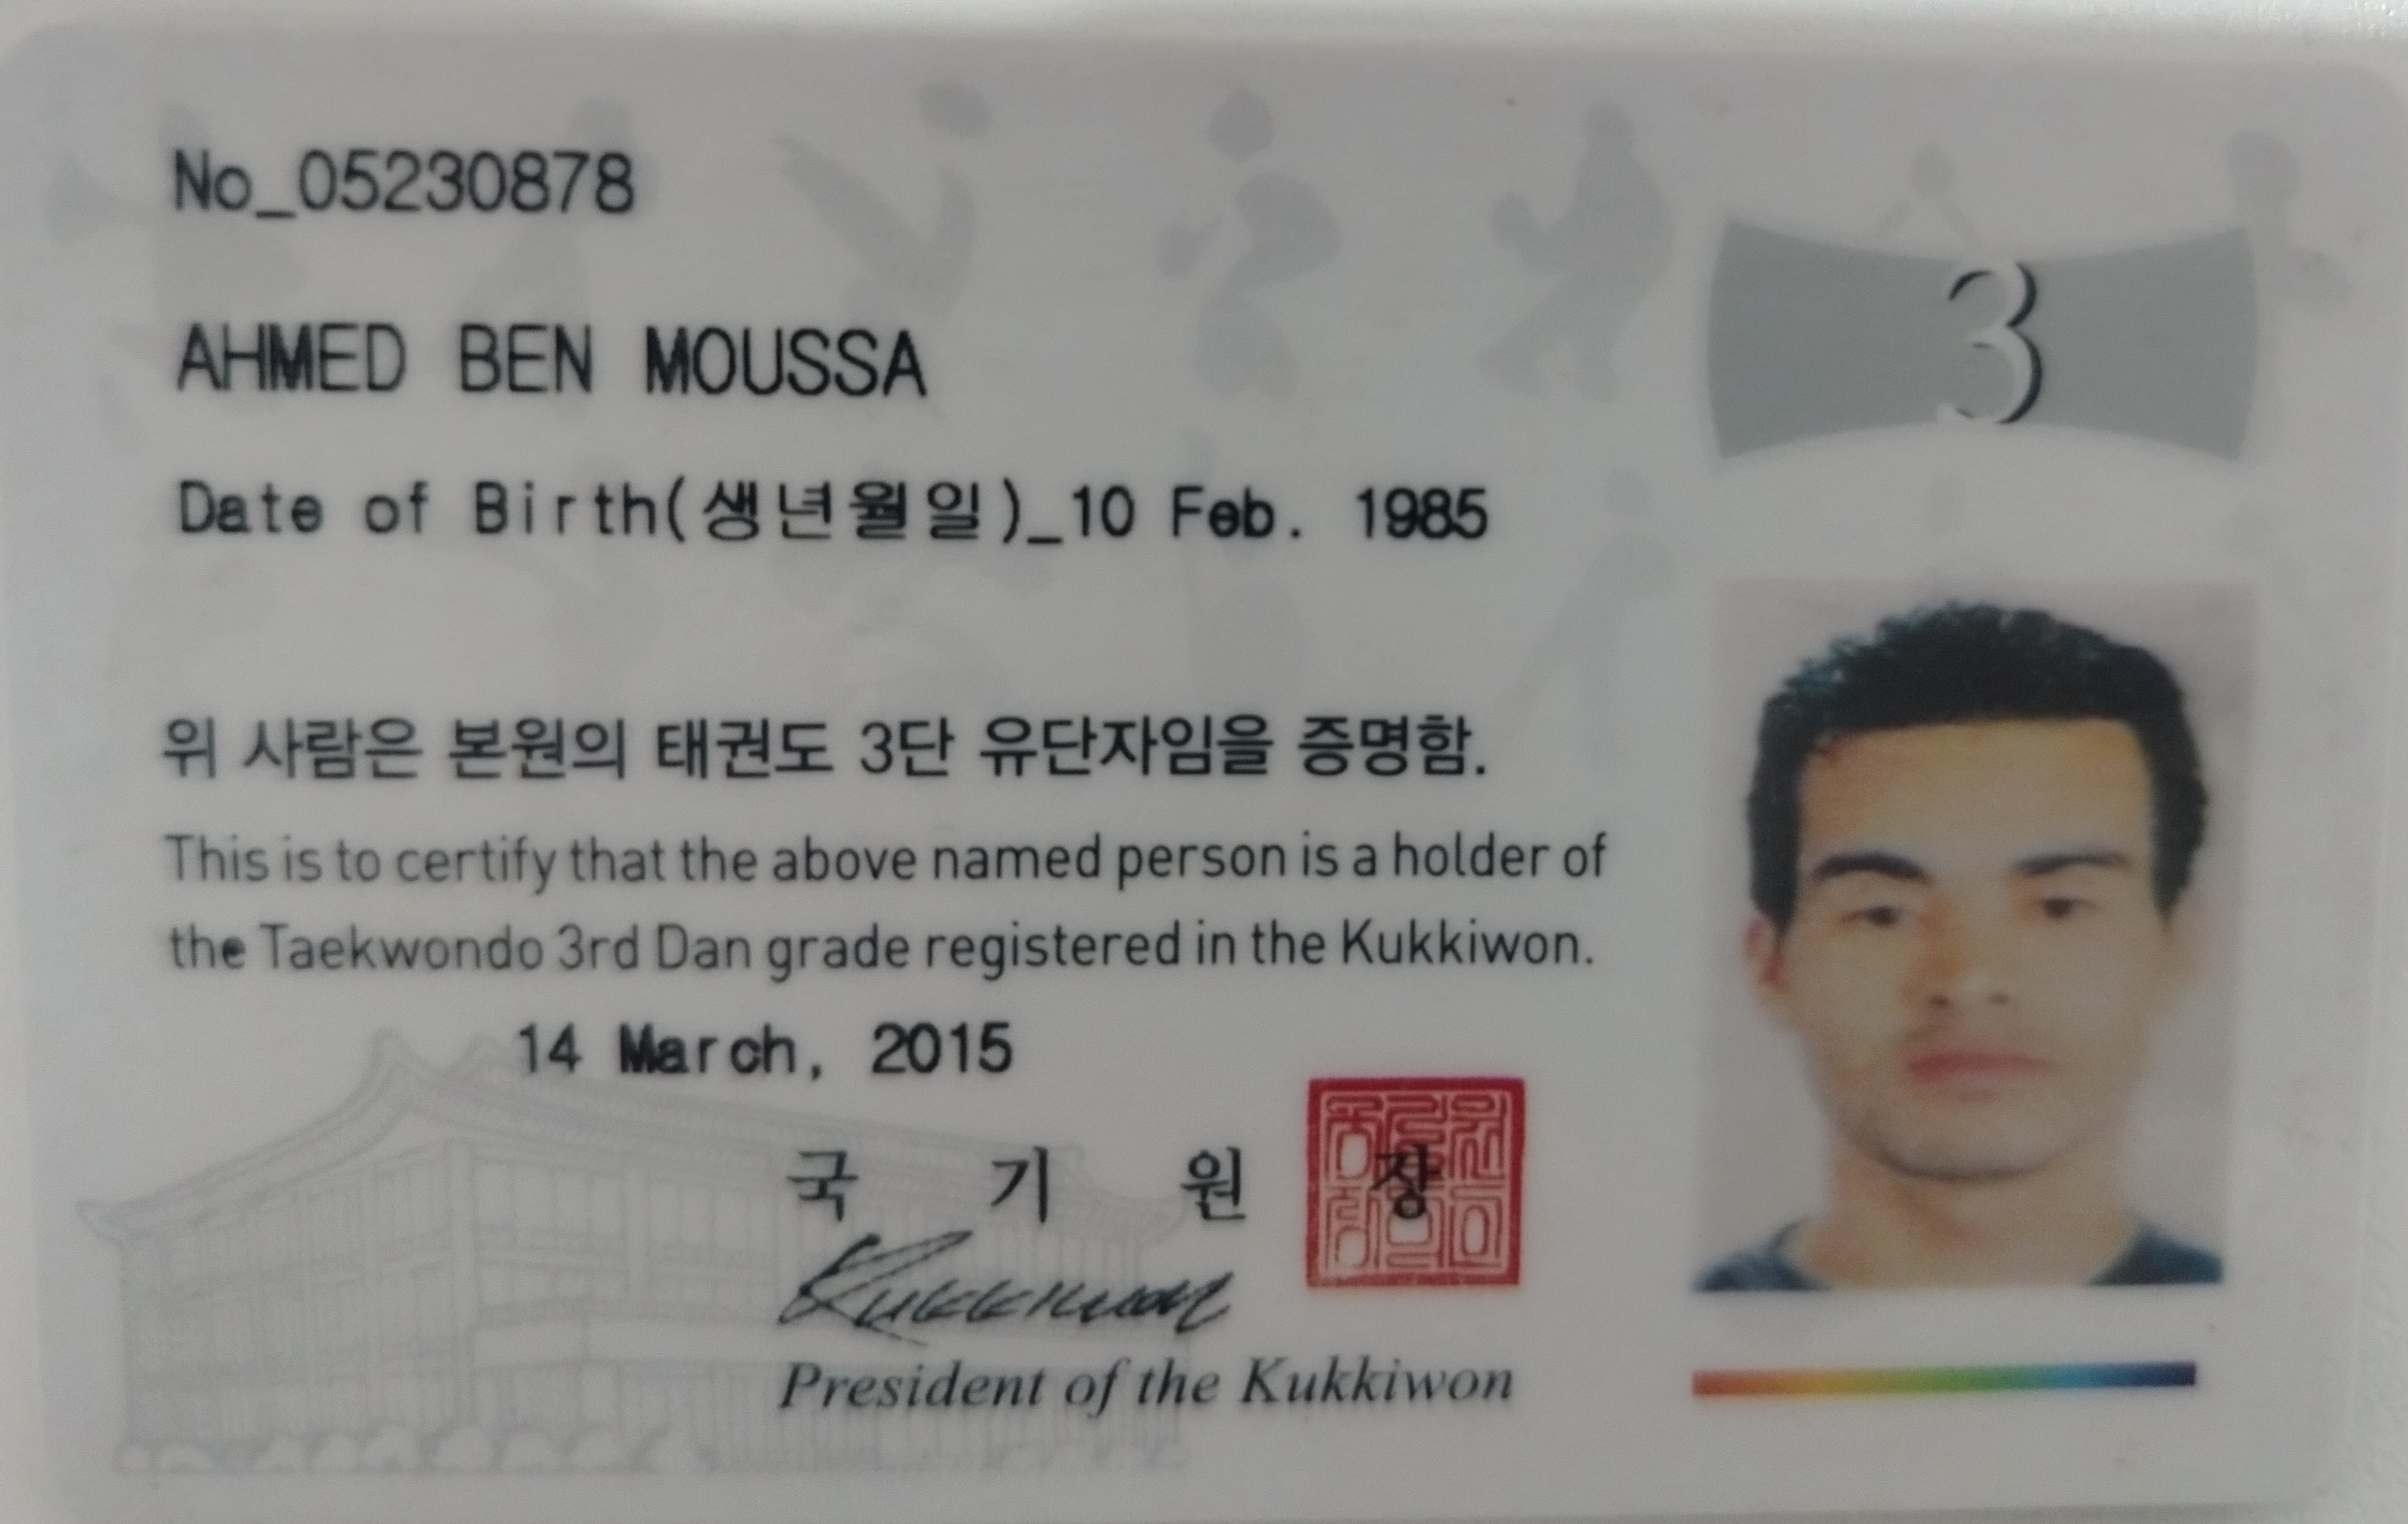 No_05230878
3
AHMED BEN MOUSSA
Date of Birth(생년월일)_10 Feb. 1985
위 사람은 본원의 태권도 3단 유단자임을 증명함.
This is to certify that the above named person is a holder of
the Taekwondo 3rd Dan grade registered in the Kukkiwon.
14 March, 2015
국 기 원 장
Kukkiwon
President of the Kukkiwon